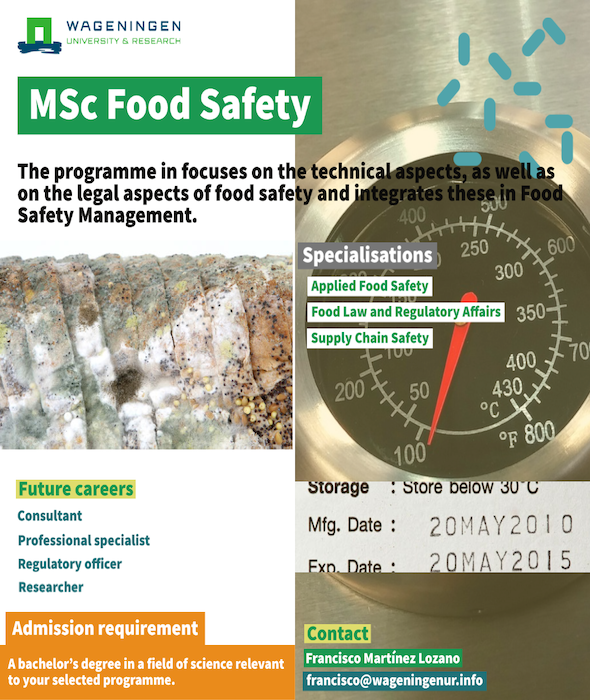 WAGENINGEN
UNIVERSITY & RESEARCH
MSc Food Safety
The programme in focuses on the technical aspects, as well as
on the legal aspects of food safety and integrates these in Food
Safety Management.
Specialisations
Applied Food Safety
Food Law and Regulatory Affairs
Supply Chain Safety
400
500
600
700
250
300
350
400
430
°C
°F 800
150
100
200
50
100
Storage : Store below 30°C
Mfg. Date : 20MAY2010
Exp. Date : 20MAY2015
Future careers
Consultant
Professional specialist
Regulatory officer
Researcher
Admission requirement
A bachelor's degree in a field of science relevant
to your selected programme.
Contact
Francisco Martínez Lozano
francisco@wageningenur.info